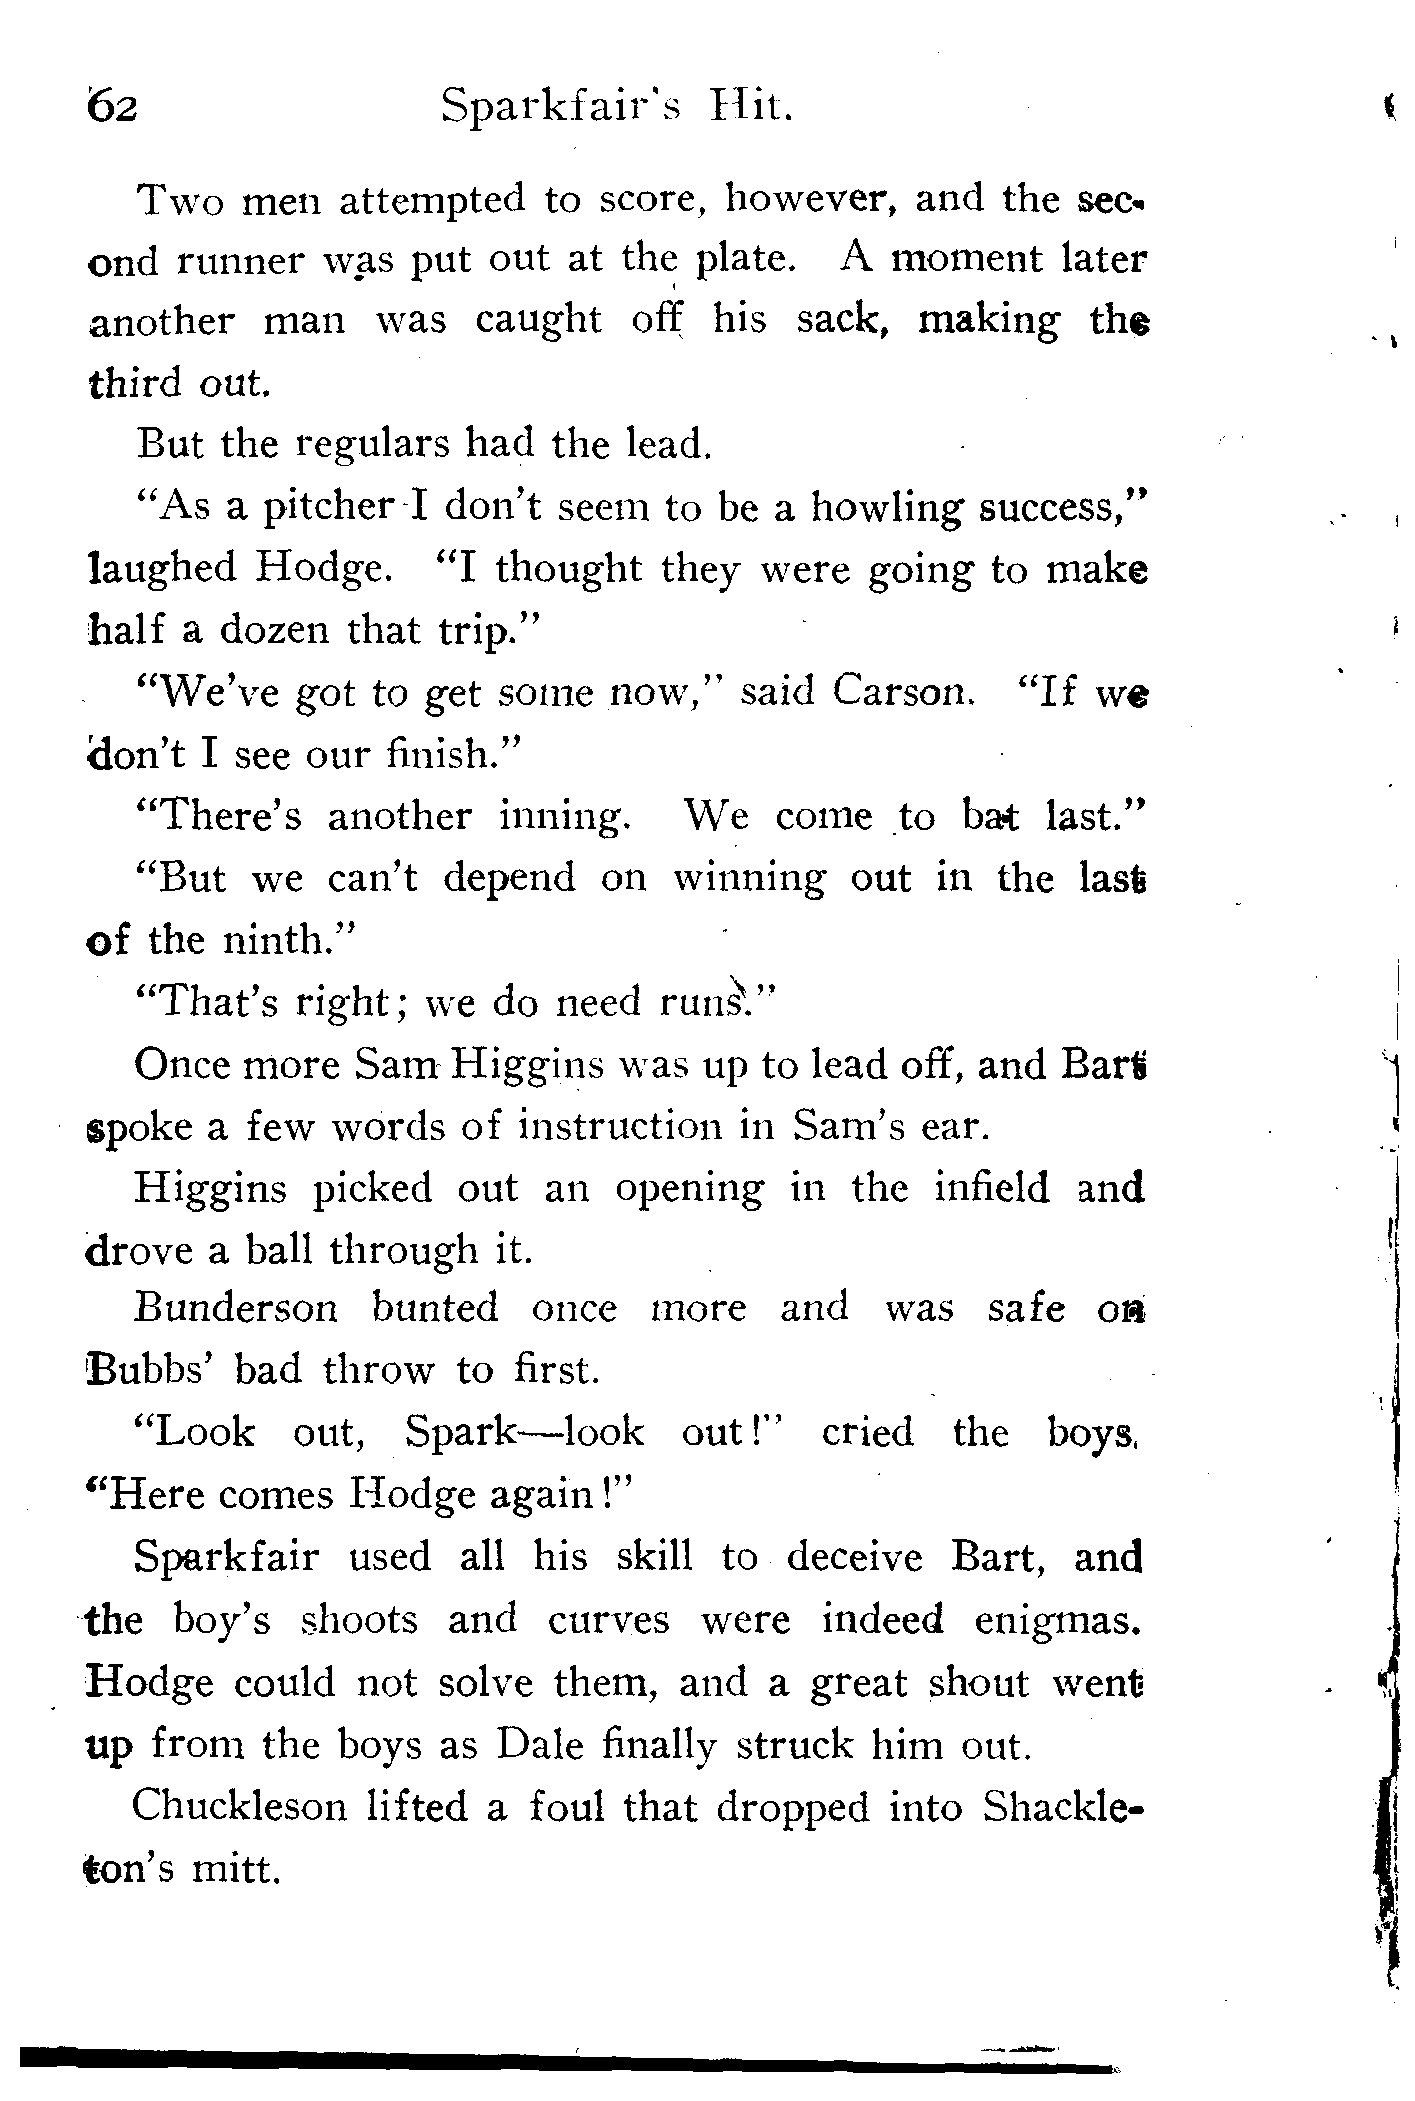 62 Sparkfair's Hit.
Two men attempted to score, however, and the sec-
ond runner was put out at the plate. A moment later
another man was caught off his sack, making the
third out.
But the regulars had the lead.
"As a pitcher I don't seem to be a howling success,"
laughed Hodge. "I thought they were going to make
half a dozen that trip."
"We've got to get some now," said Carson. "If we
don't I see our finish."
"There's another inning. We come to bat last."
"But we can't depend on winning out in the last
of the ninth."
"That's right; we do need runs."
Once more Sam Higgins was up to lead off, and Bart
spoke a few words of instruction in Sam's ear.
Higgins picked out an opening in the infield and
drove a ball through it.
Bunderson bunted once more and was safe on
Bubbs' bad throw to first.
"Look out, Spark—look out!" cried the boys.
"Here comes Hodge again!"
Sparkfair used all his skill to deceive Bart, and
the boy's shoots and curves were indeed enigmas.
Hodge could not solve them, and a great shout went
up from the boys as Dale finally struck him out.
Chuckleson lifted a foul that dropped into Shackle-
ton's mitt.